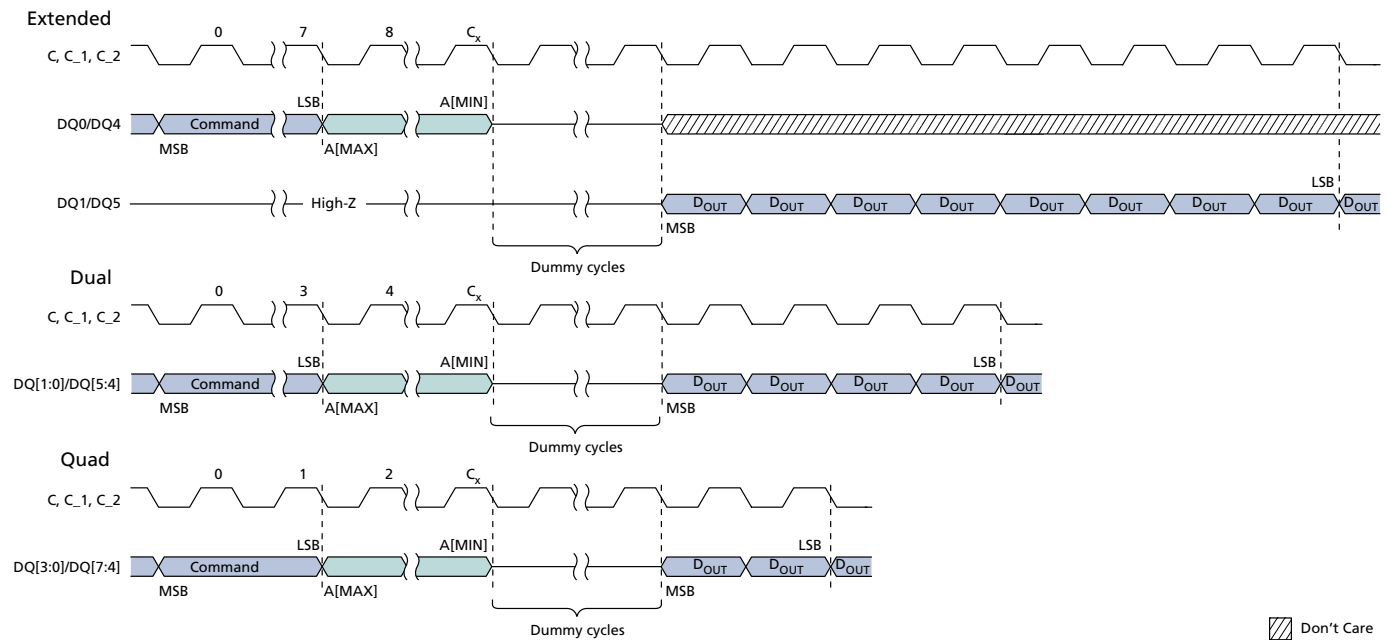 Extended
0 7 8 Cx
C, C_1, C_2
LSB A[MIN]
DQ0/DQ4 Command
MSB A[MAX]
LSB
DQ1/DQ5 High-Z DOUT DOUT DOUT DOUT DOUT DOUT DOUT DOUT DOUT
MSB
Dummy cycles
Dual
0 3 4 Cx
C, C_1, C_2
LSB A[MIN] LSB
DQ[1:0]/DQ[5:4] Command DOUT DOUT DOUT DOUT DOUT
MSB A[MAX] MSB
Dummy cycles
Quad
0 1 2 Cx
C, C_1, C_2
LSB A[MIN] LSB
DQ[3:0]/DQ[7:4] Command DOUT DOUT DOUT
MSB A[MAX] MSB
Dummy cycles
Don't Care